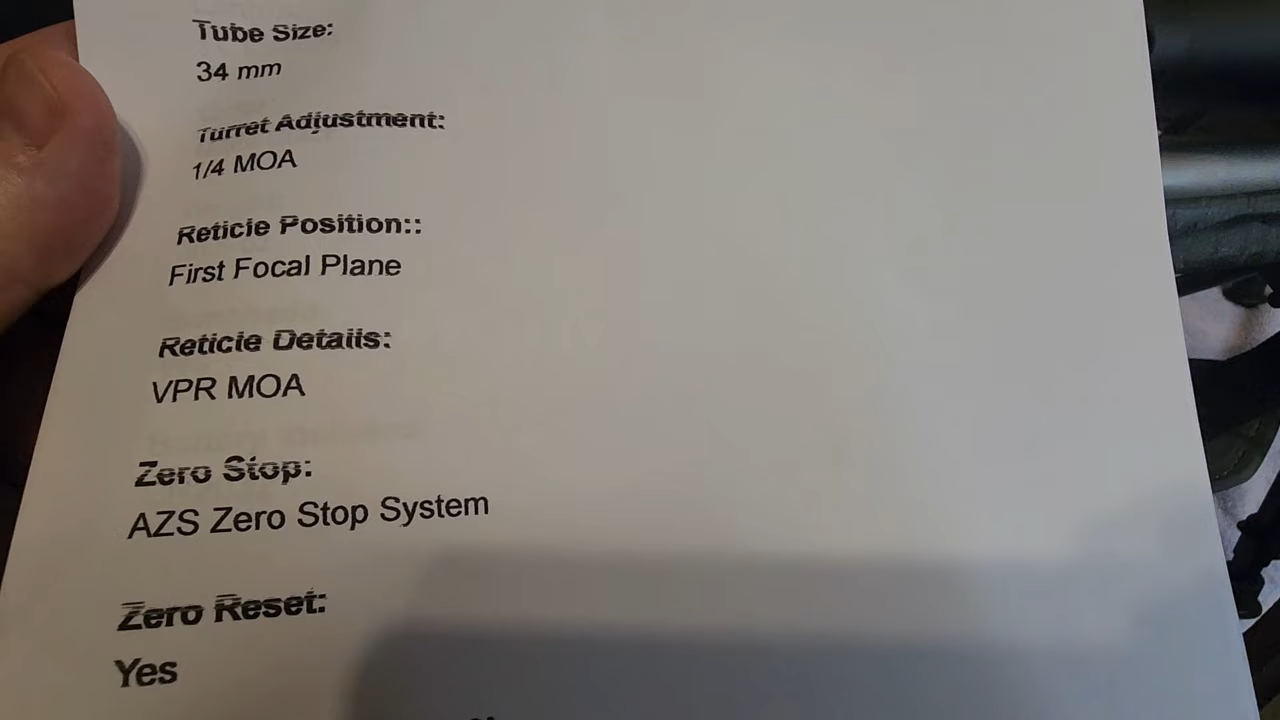 Tube Size:
34 mm
Turret Adjustment:
1/4 MOA
Reticle Position::
First Focal Plane
Reticle Details:
VPR MOA
Zero Stop:
AZS Zero Stop System
Zero Reset:
Yes